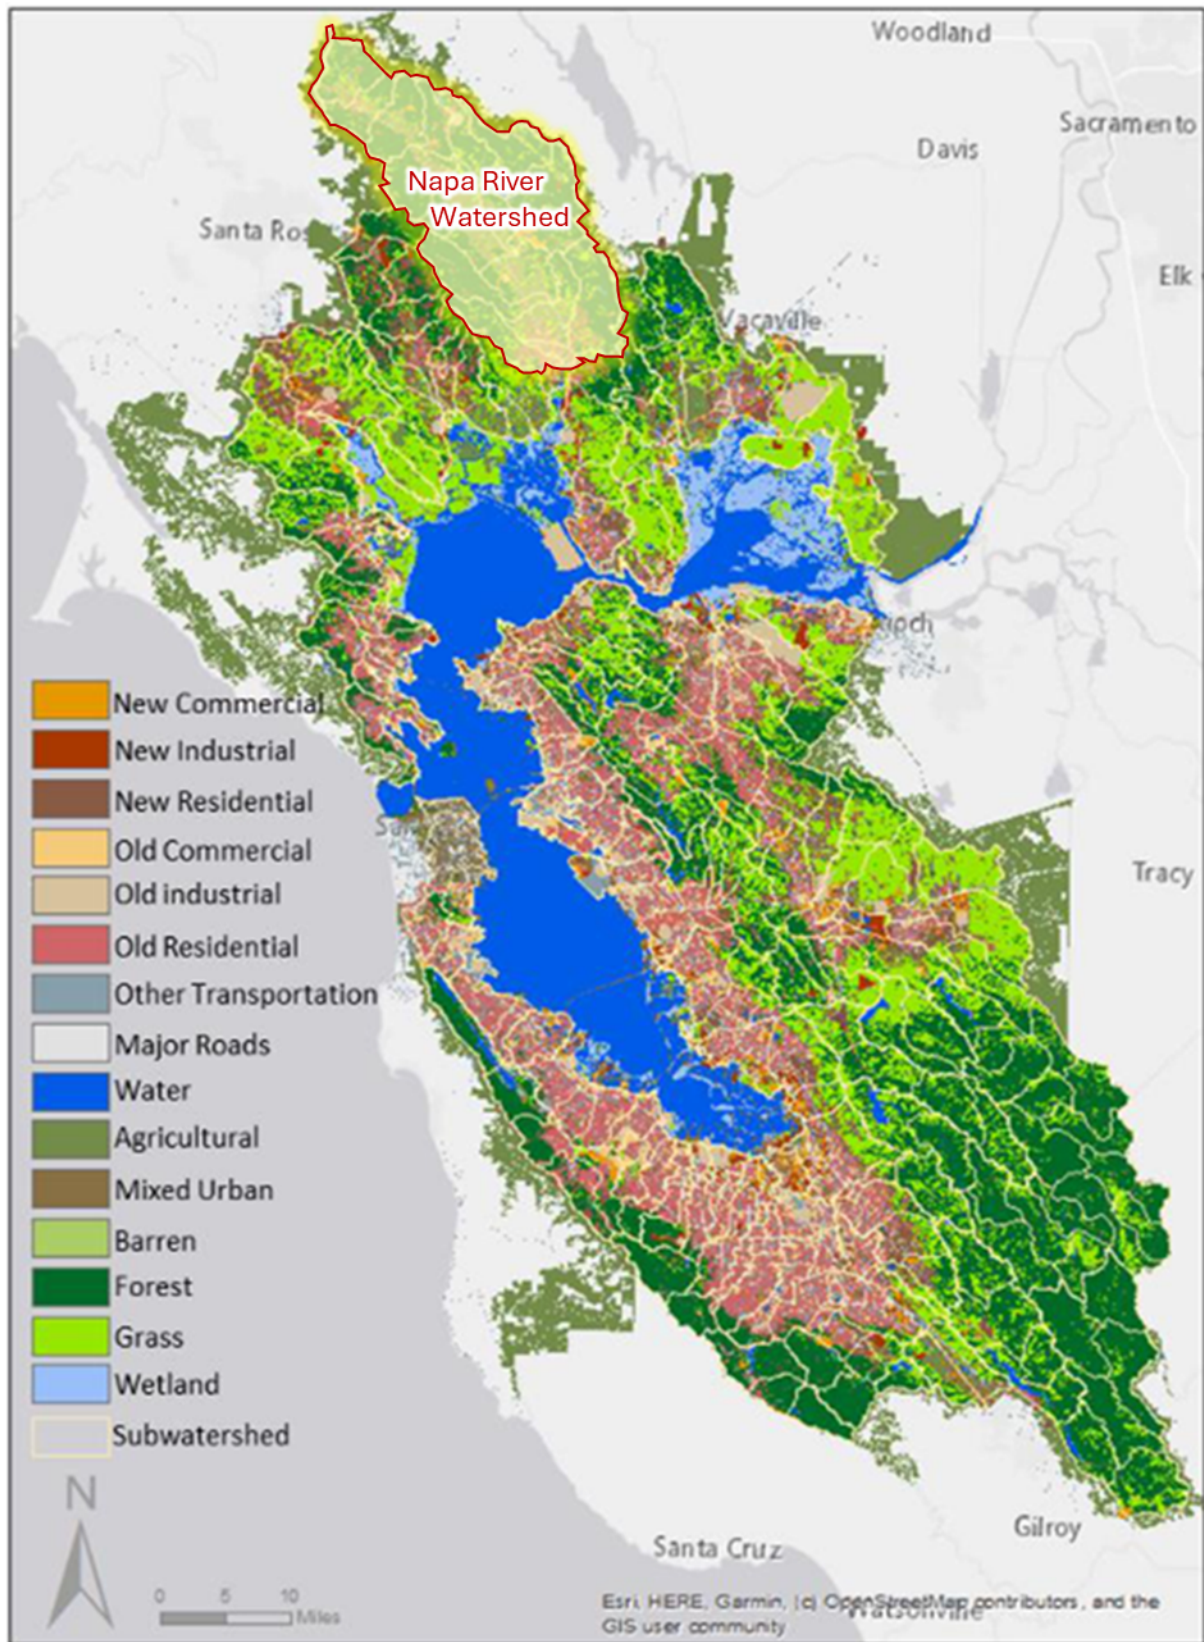 Woodland
Sacramento
Davis
Napa River
Watershed
Santa Ros
Elk
Vacaville
New Commercial
New Industrial
New Residential
Old Commercial
Old industrial
Old Residential
Other Transportation
Major Roads
Water
Agricultural
Mixed Urban
Barren
Forest
Grass
Wetland
Subwatershed
Tracy
N
Gilroy
Santa Cruz
0 5 10
Miles
Esri, HERE, Garmin, (c) OpenStreetMap contributors, and the
GIS user community
Watsonville